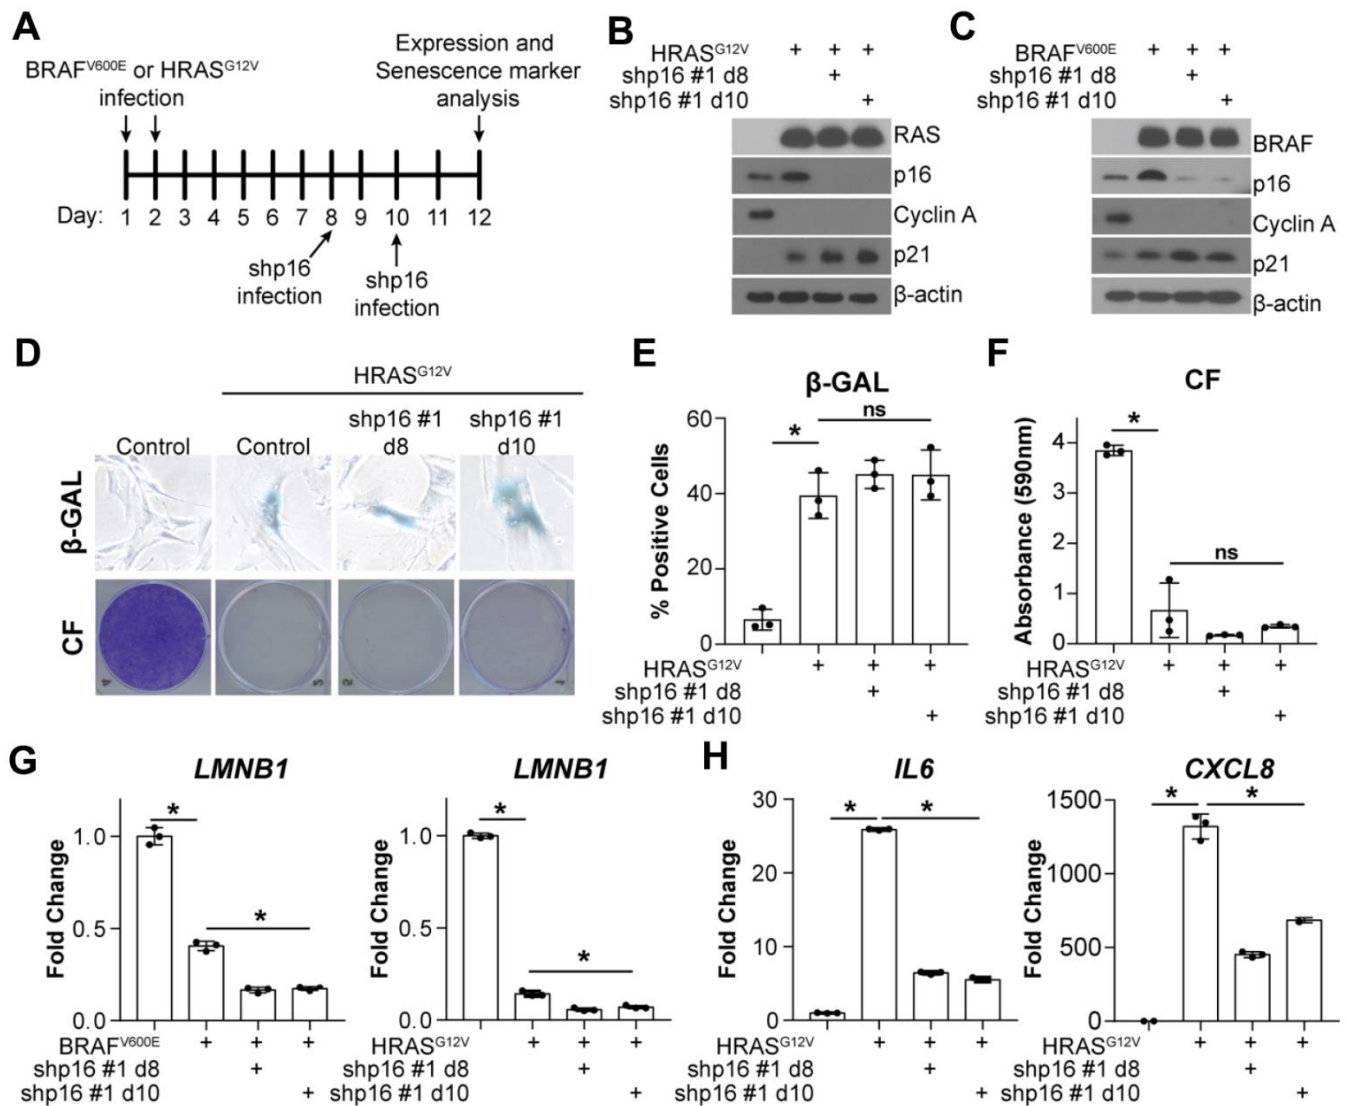 A
BRAFV600E or HRASG12V
infection
Expression and
Senescence marker
analysis
Day: 1 2 3 4 5 6 7 8 9 10 11 12
shp16
infection
shp16
infection
B
HRASG12V + + +
shp16 #1 d8 +
shp16 #1 d10 +
RAS
p16
Cyclin A
p21
β-actin
C
BRAFV600E + + +
shp16 #1 d8 +
shp16 #1 d10 +
BRAF
p16
Cyclin A
p21
β-actin
D
HRASG12V
Control
Control
shp16 #1
d8
shp16 #1
d10
β-GAL
CF
E
β-GAL
% Positive Cells
60
40
20
0
*
ns
HRASG12V + + +
shp16 #1 d8 +
shp16 #1 d10 +
F
CF
Absorbance (590nm)
4
3
2
1
0
*
ns
HRASG12V + + +
shp16 #1 d8 +
shp16 #1 d10 +
G
LMNB1
Fold Change
1.0
0.5
0.0
*
*
BRAFV600E + + +
shp16 #1 d8 +
shp16 #1 d10 +
LMNB1
Fold Change
1.0
0.5
0.0
*
*
HRASG12V + + +
shp16 #1 d8 +
shp16 #1 d10 +
H
IL6
Fold Change
30
20
10
0
*
*
HRASG12V + + +
shp16 #1 d8 +
shp16 #1 d10 +
CXCL8
Fold Change
1500
1000
500
0
*
*
HRASG12V + + +
shp16 #1 d8 +
shp16 #1 d10 +